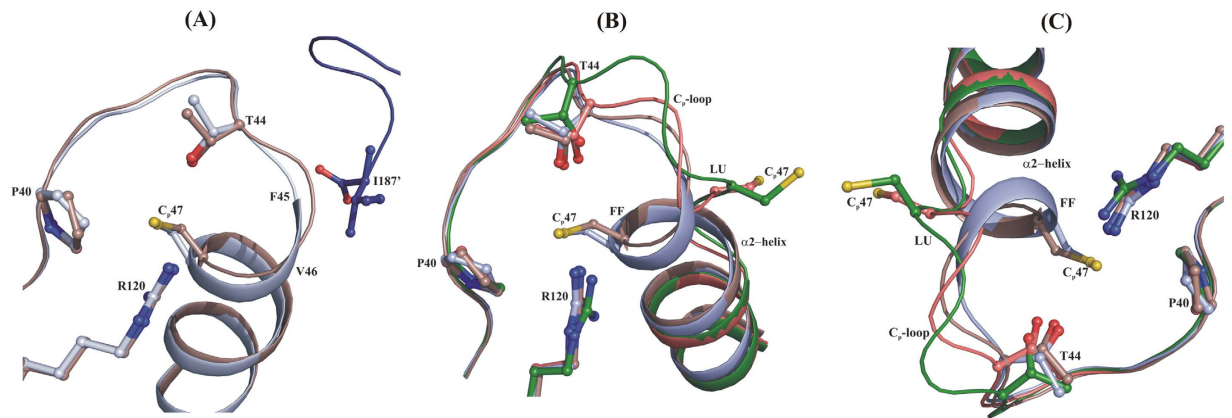 (A)
T44
P40
F45
I187'
Cp47
V46
R120
(B)
T44
Cp-loop
LU
Cp47
Cp47
FF
α2-helix
P40
R120
(C)
α2-helix
Cp47
FF
R120
LU
Cp47
P40
Cp-loop
T44